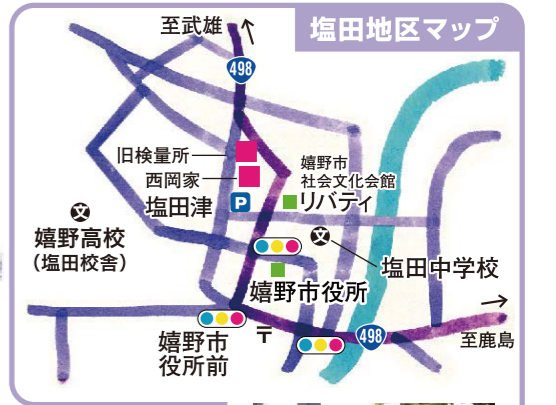 塩田地区マップ
至武雄
498
旧検量所
西岡家
塩田津
P
嬉野市
社会文化会館
リバティ
文
嬉野高校
(塩田校舎)
文
塩田中学校
嬉野市役所
嬉野市
役所前
〒
498
至鹿島